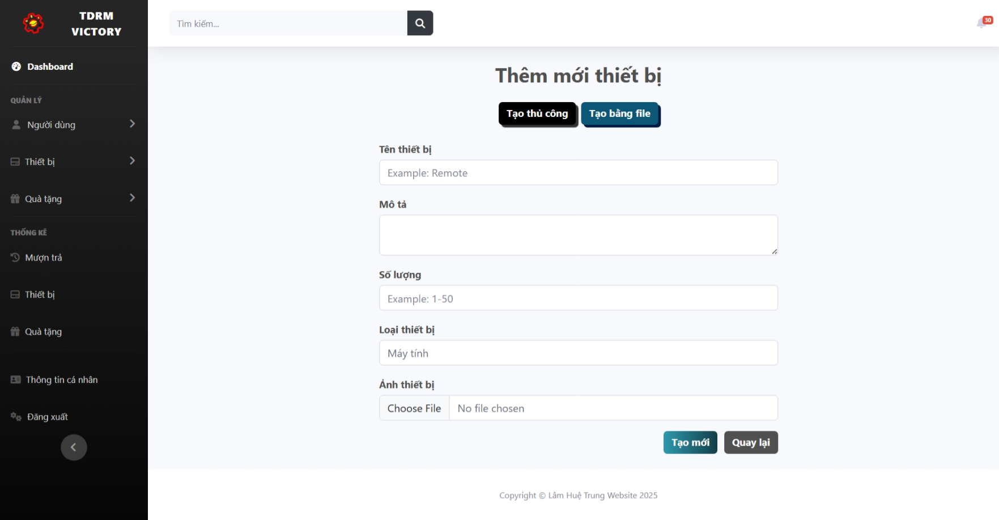 TDRM
VICTORY
Dashboard
QUẢN LÝ
Người dùng
Thiết bị
Quà tặng
THỐNG KÊ
Mượn trả
Thiết bị
Quà tặng
Thông tin cá nhân
Đăng xuất
Tìm kiếm...
30
Thêm mới thiết bị
Tạo thủ công
Tạo bằng file
Tên thiết bị
Example: Remote
Mô tả
Số lượng
Example: 1-50
Loại thiết bị
Máy tính
Ảnh thiết bị
Choose File No file chosen
Tạo mới
Quay lại
Copyright © Lâm Huệ Trung Website 2025